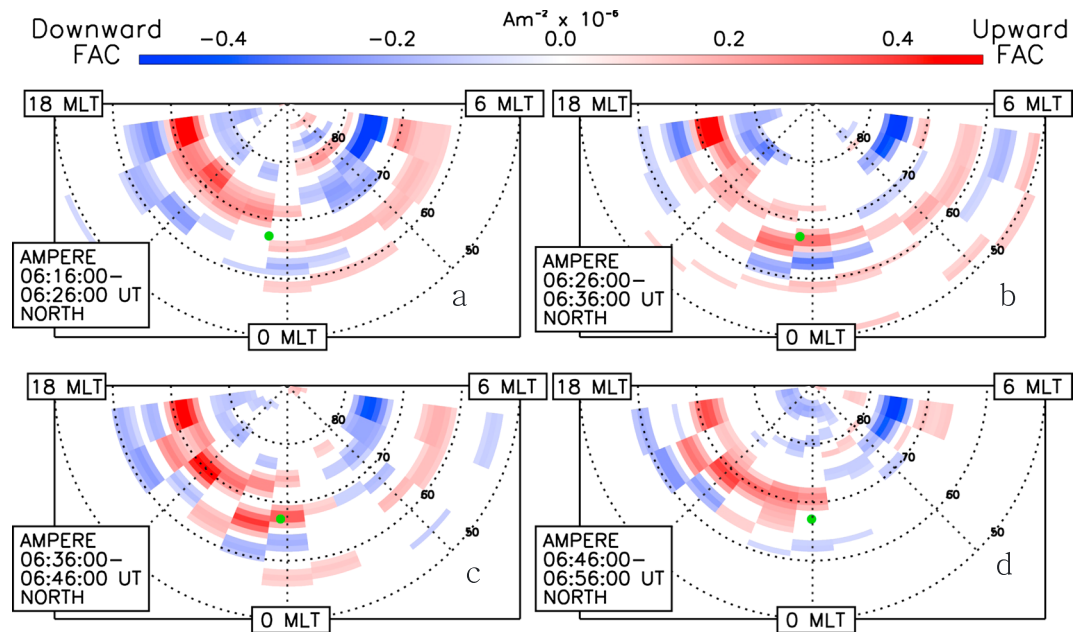 Am⁻² x 10⁻⁶
Downward FAC
−0.4 −0.2 0.0 0.2 0.4
Upward FAC
18 MLT
6 MLT
80
70
60
50
AMPERE
06:16:00−
06:26:00 UT
NORTH
a
0 MLT
18 MLT
6 MLT
80
70
60
50
AMPERE
06:26:00−
06:36:00 UT
NORTH
b
0 MLT
18 MLT
6 MLT
80
70
60
50
AMPERE
06:36:00−
06:46:00 UT
NORTH
c
0 MLT
18 MLT
6 MLT
80
70
60
50
AMPERE
06:46:00−
06:56:00 UT
NORTH
d
0 MLT